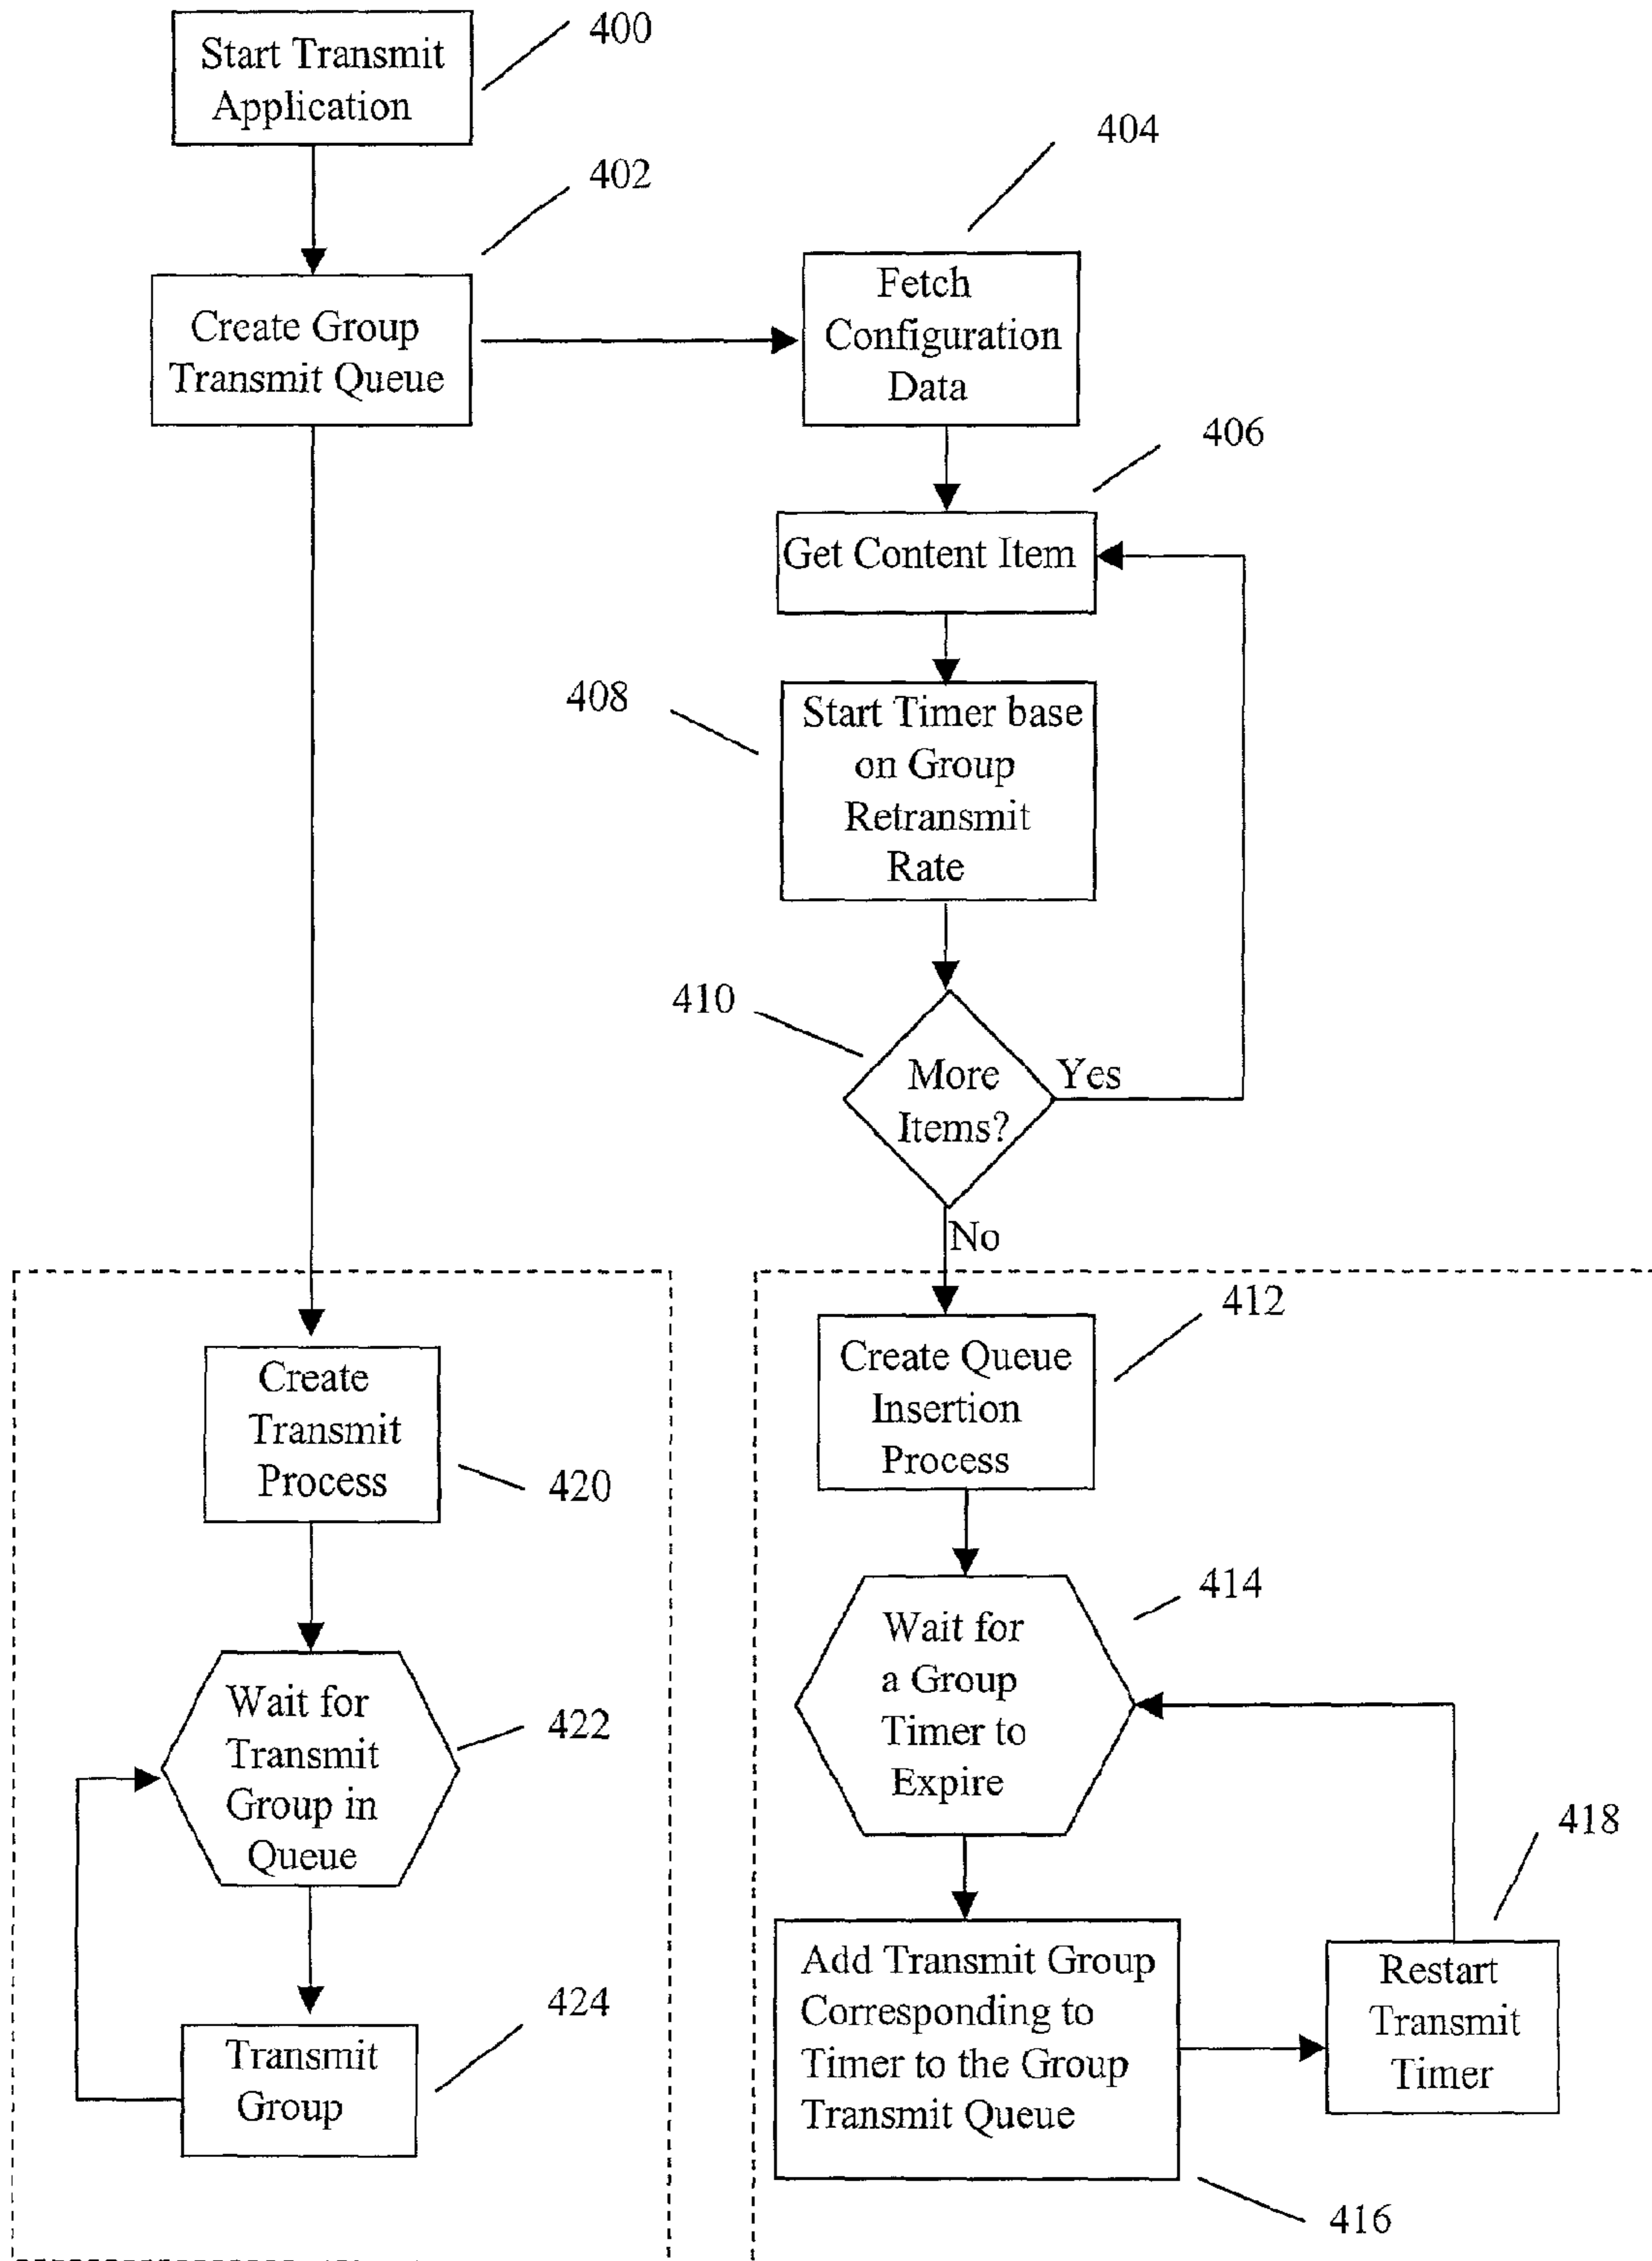 Start Transmit
Application
400
402
Create Group
Transmit Queue
404
Fetch
Configuration
Data
406
Get Content Item
408
Start Timer base
on Group
Retransmit
Rate
410
More
Items?
Yes
No
412
Create Queue
Insertion
Process
414
Wait for
a Group
Timer to
Expire
Add Transmit Group
Corresponding to
Timer to the Group
Transmit Queue
416
418
Restart
Transmit
Timer
Create
Transmit
Process
420
Wait for
Transmit
Group in
Queue
422
424
Transmit
Group